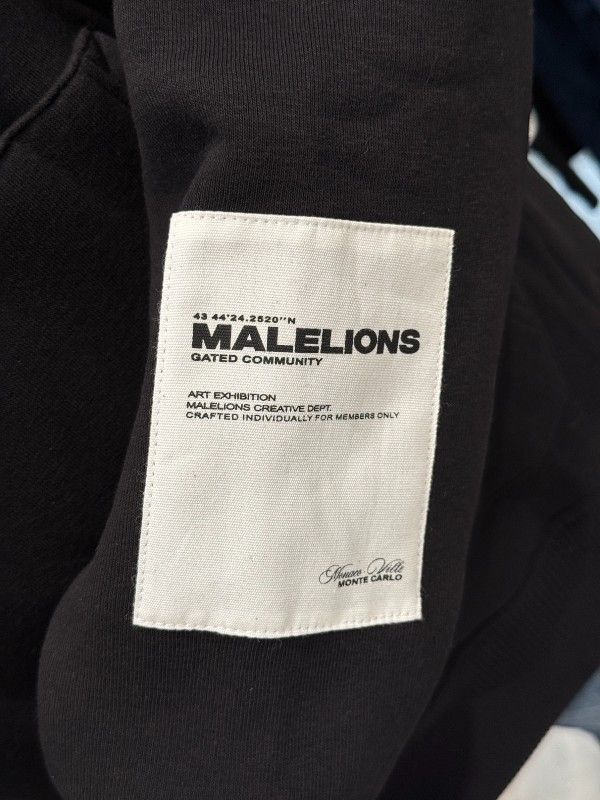 43 44'24.2520"N
MALELIONS
GATED COMMUNITY
ART EXHIBITION
MALELIONS CREATIVE DEPT.
CRAFTED INDIVIDUALLY FOR MEMBERS ONLY
Monaco Ville
MONTE CARLO